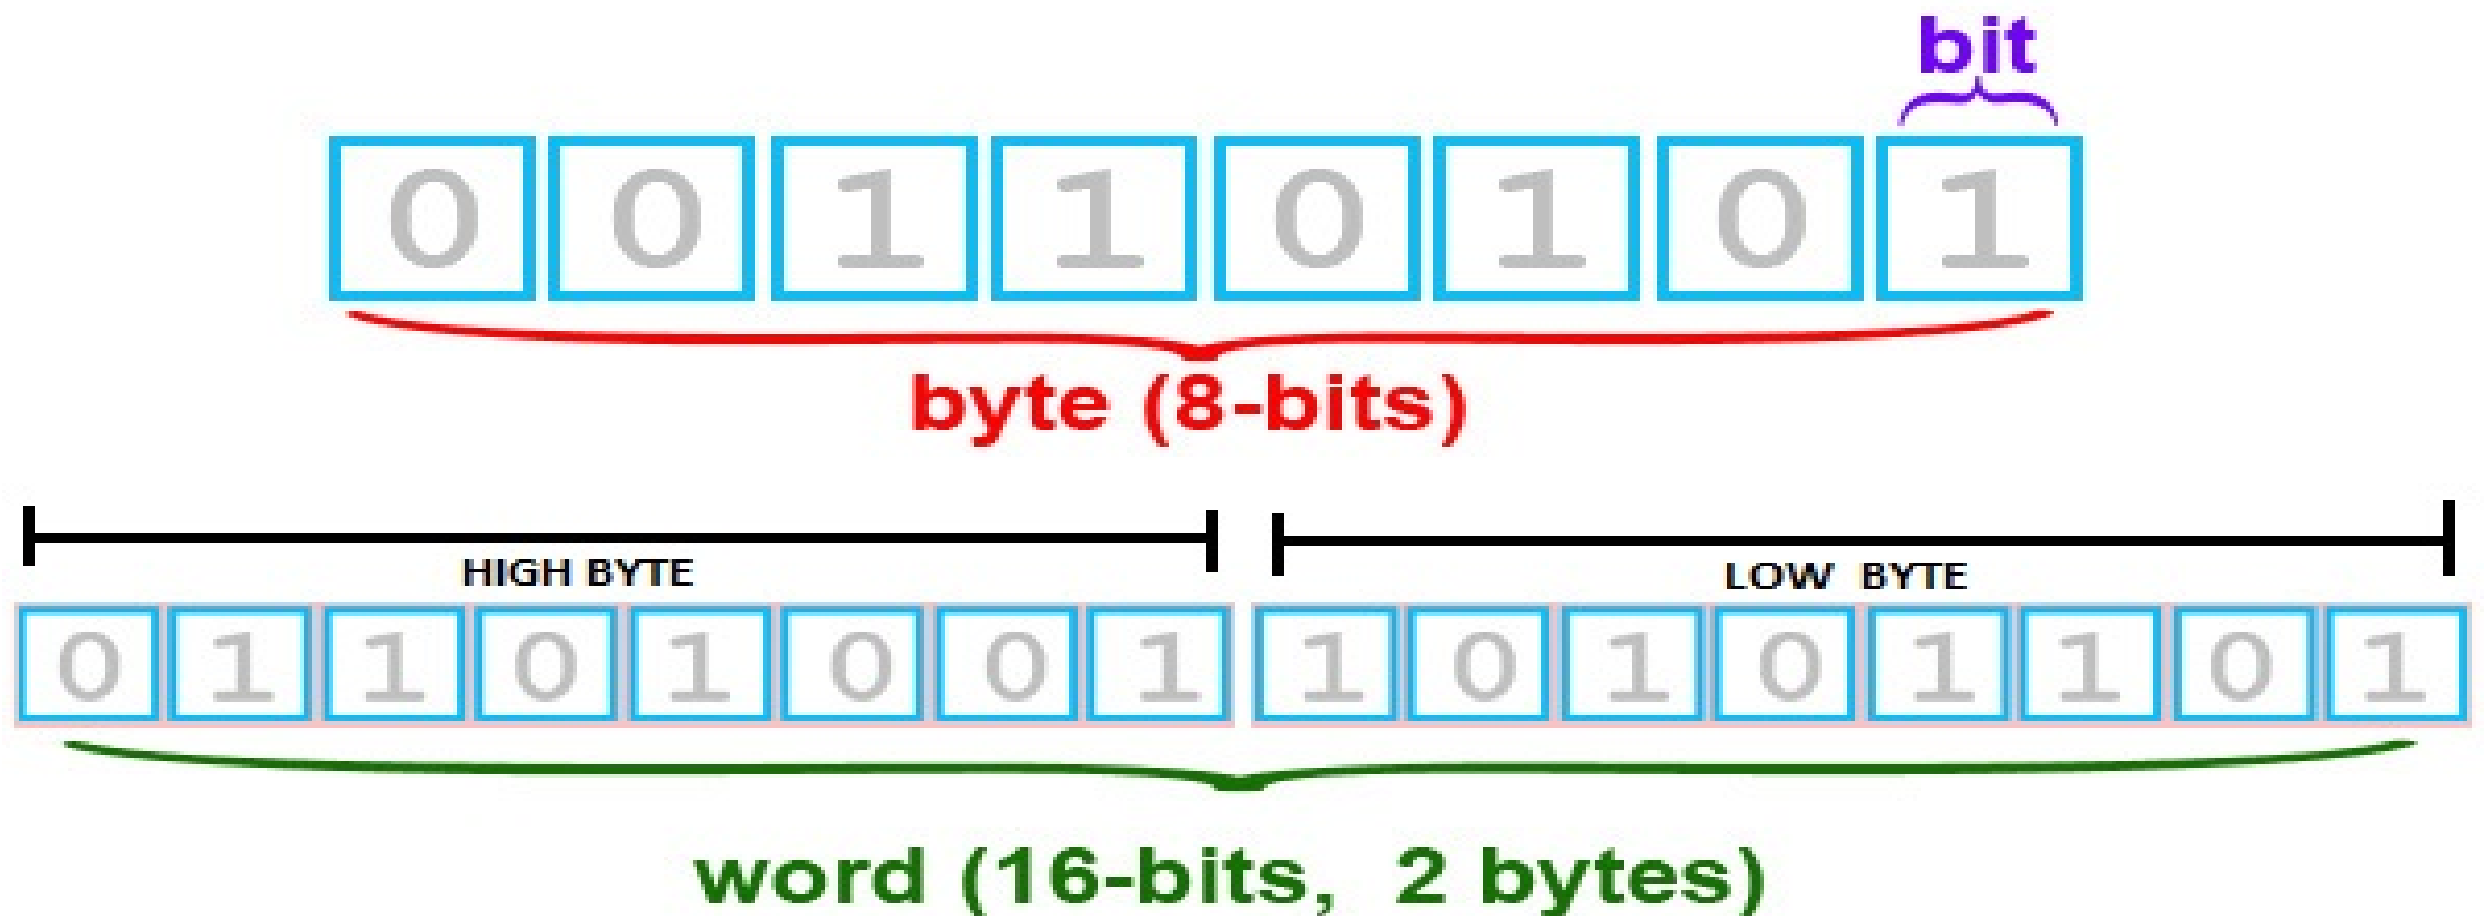 bit
0 0 1 1 0 1 0 1
byte (8-bits)
HIGH BYTE LOW BYTE
0 1 1 0 1 0 0 1 1 0 1 0 1 1 0 1
word (16-bits, 2 bytes)